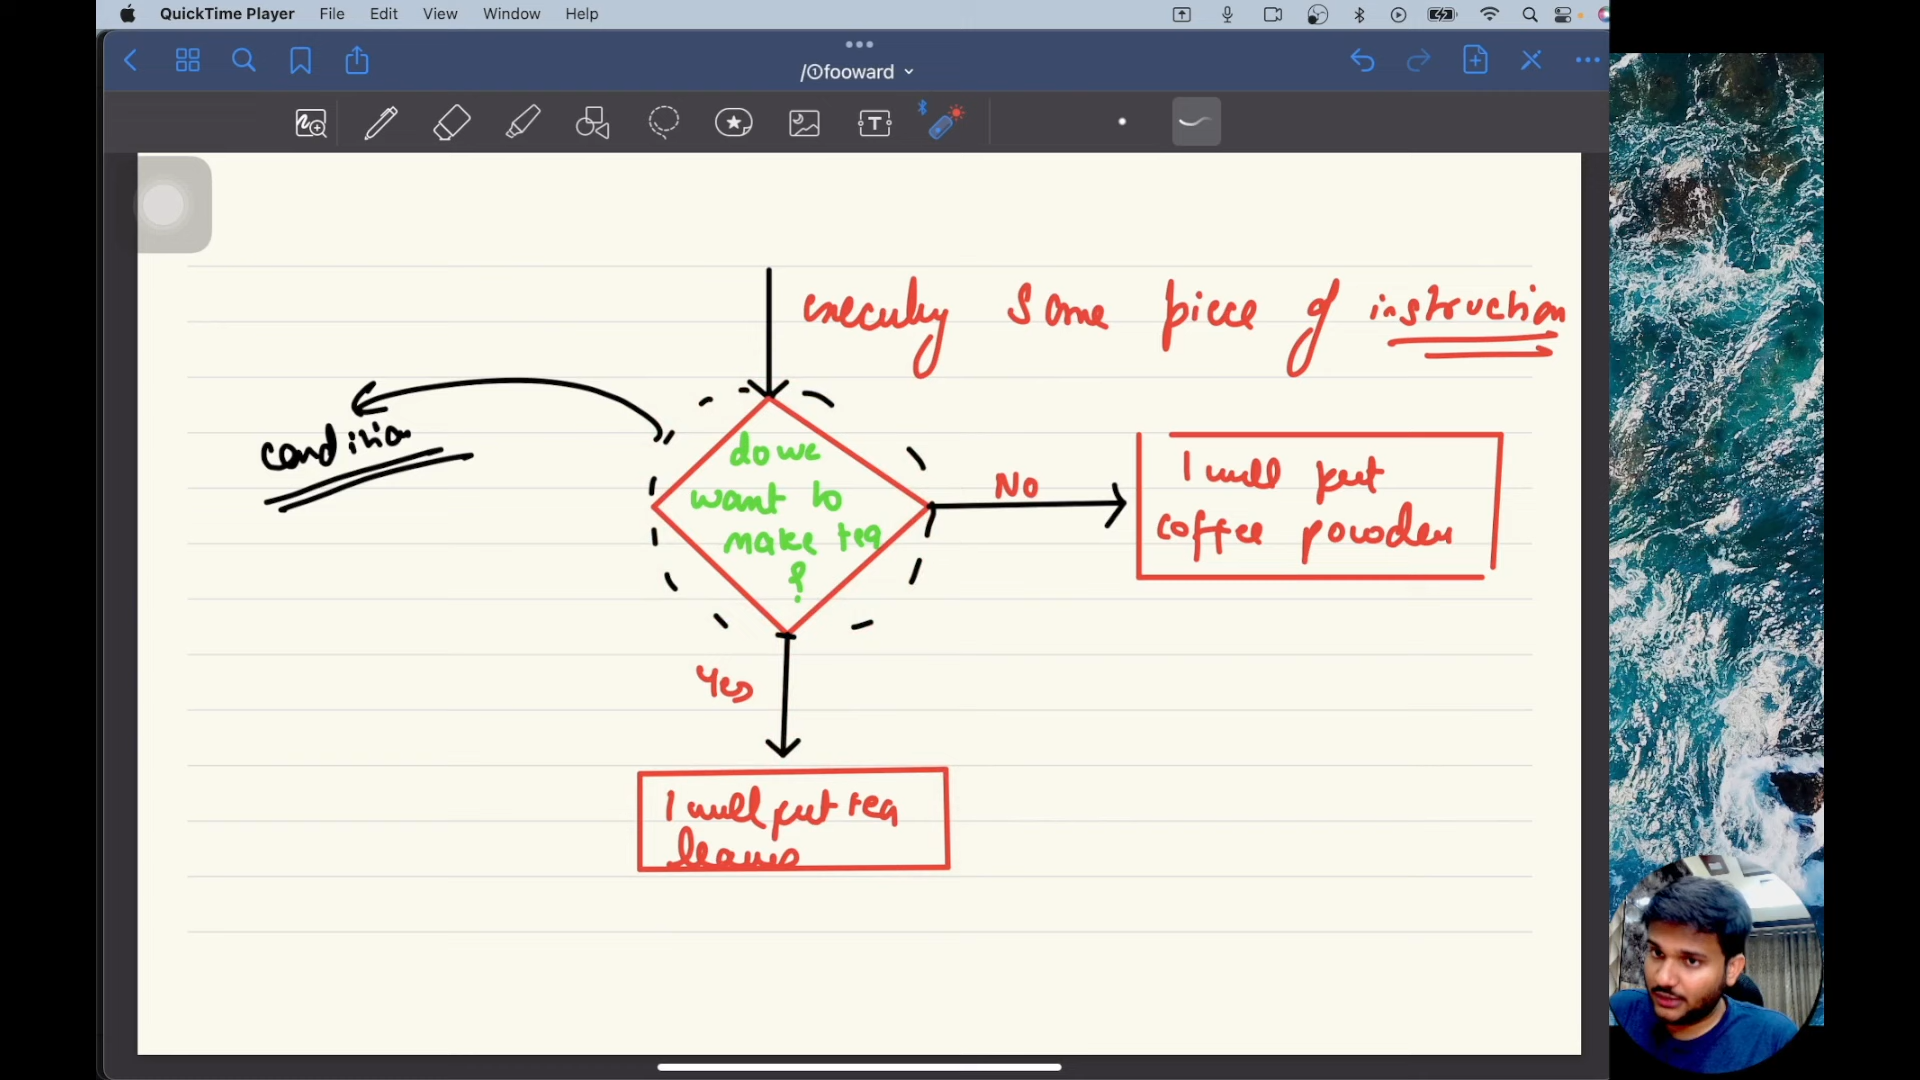 QuickTime Player File Edit View Window Help
/①fooward
executing some piece of instruction
condition
do we
want to
make tea
?
No
I will put
coffee powder
Yes
I will put tea
leaves